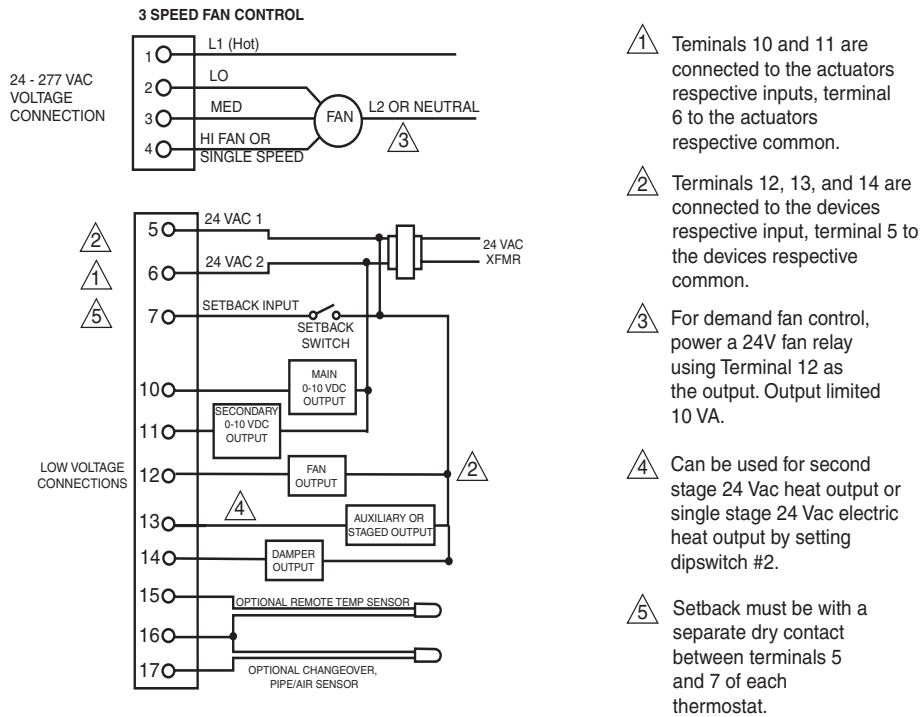 3 SPEED FAN CONTROL
24 - 277 VAC
VOLTAGE
CONNECTION
1
L1 (Hot)
2
LO
3
MED
4
HI FAN OR
SINGLE SPEED
FAN
L2 OR NEUTRAL
3
2
1
5
LOW VOLTAGE
CONNECTIONS
5
24 VAC 1
6
24 VAC 2
24 VAC
XFMR
7
SETBACK INPUT
SETBACK
SWITCH
10
MAIN
0-10 VDC
OUTPUT
11
SECONDARY
0-10 VDC
OUTPUT
12
FAN
OUTPUT
2
13
4
AUXILIARY OR
STAGED OUTPUT
14
DAMPER
OUTPUT
15
OPTIONAL REMOTE TEMP SENSOR
16
17
OPTIONAL CHANGEOVER,
PIPE/AIR SENSOR
1
Teminals 10 and 11 are
connected to the actuators
respective inputs, terminal
6 to the actuators
respective common.
2
Terminals 12, 13, and 14 are
connected to the devices
respective input, terminal 5 to
the devices respective
common.
3
For demand fan control,
power a 24V fan relay
using Terminal 12 as
the output. Output limited
10 VA.
4
Can be used for second
stage 24 Vac heat output or
single stage 24 Vac electric
heat output by setting
dipswitch #2.
5
Setback must be with a
separate dry contact
between terminals 5
and 7 of each
thermostat.